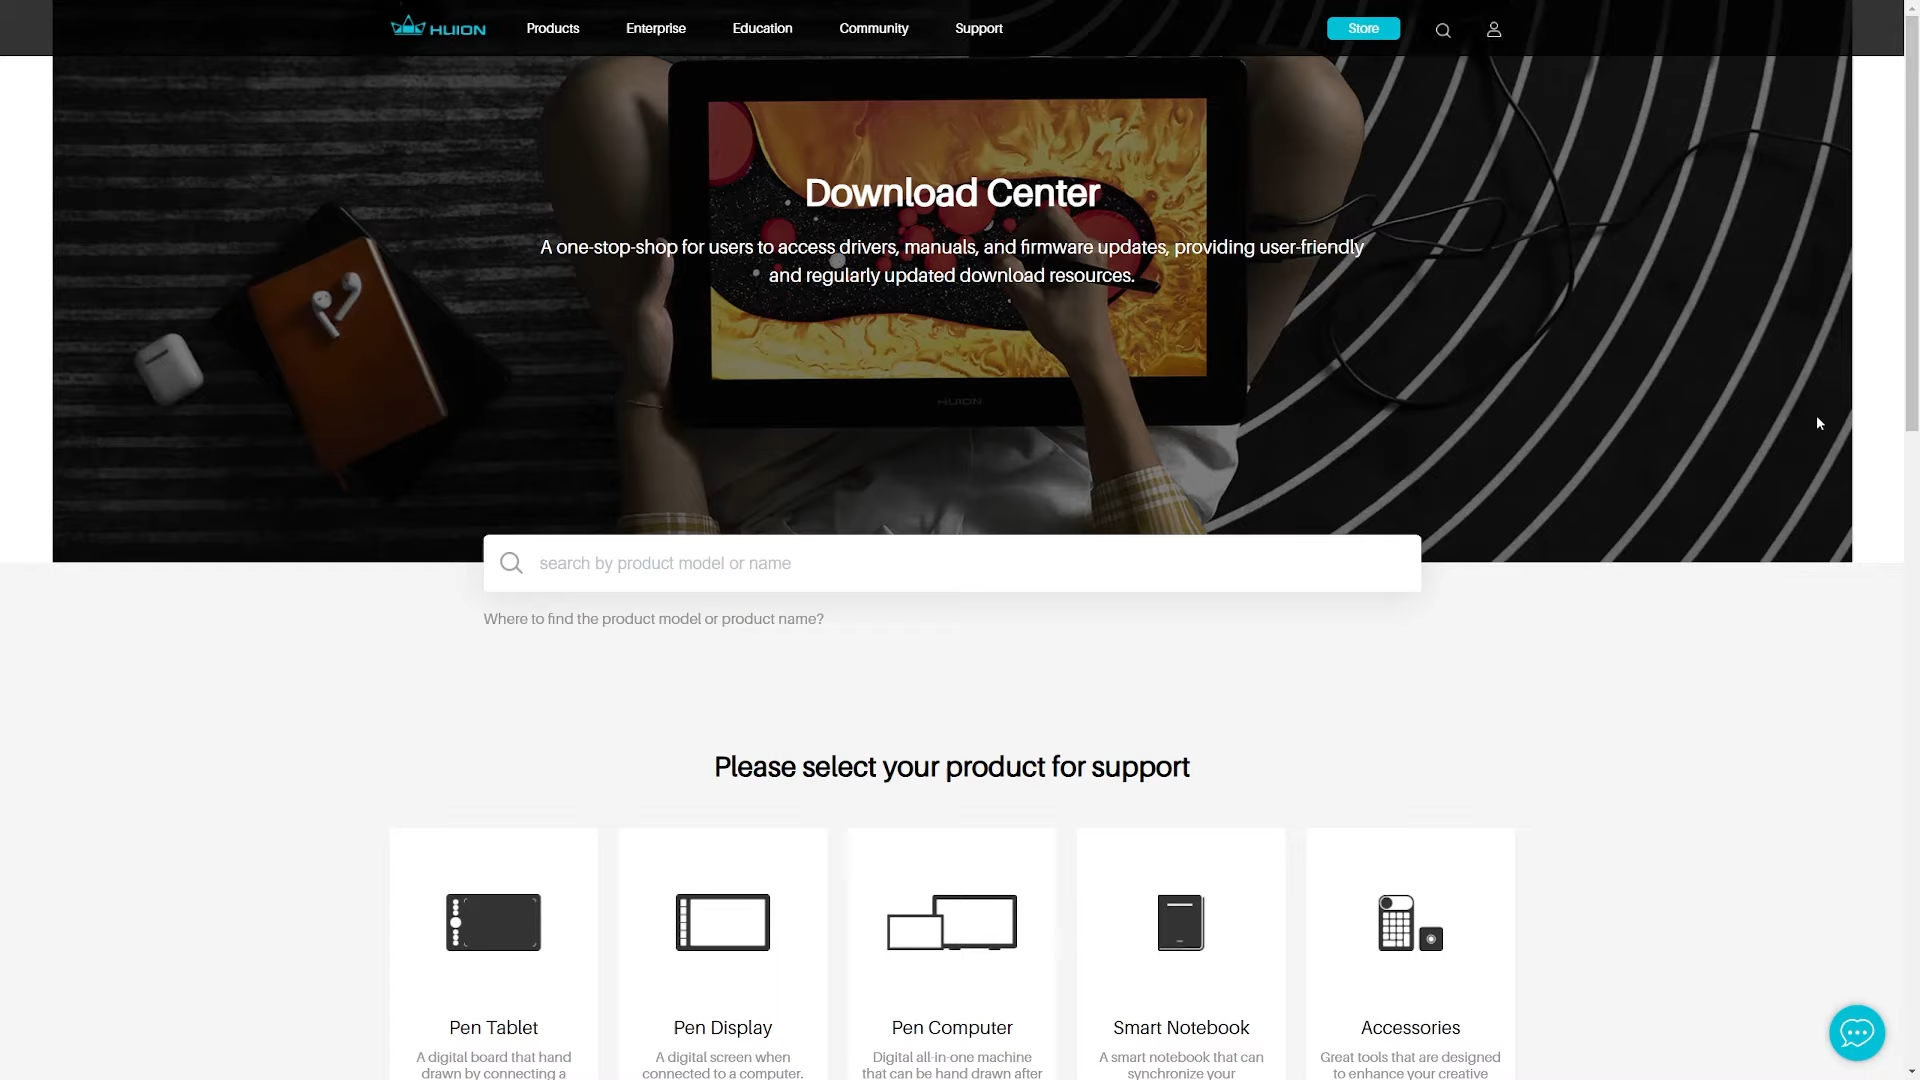 HUION
Products
Enterprise
Education
Community
Support
Store
Download Center
A one-stop-shop for users to access drivers, manuals, and firmware updates, providing user-friendly
and regularly updated download resources.
HUION
search by product model or name
Where to find the product model or product name?
Please select your product for support
Pen Tablet
A digital board that hand
drawn by connecting a
Pen Display
A digital screen when
connected to a computer.
Pen Computer
Digital all-in-one machine
that can be hand drawn after
Smart Notebook
A smart notebook that can
synchronize your
Accessories
Great tools that are designed
to enhance your creative